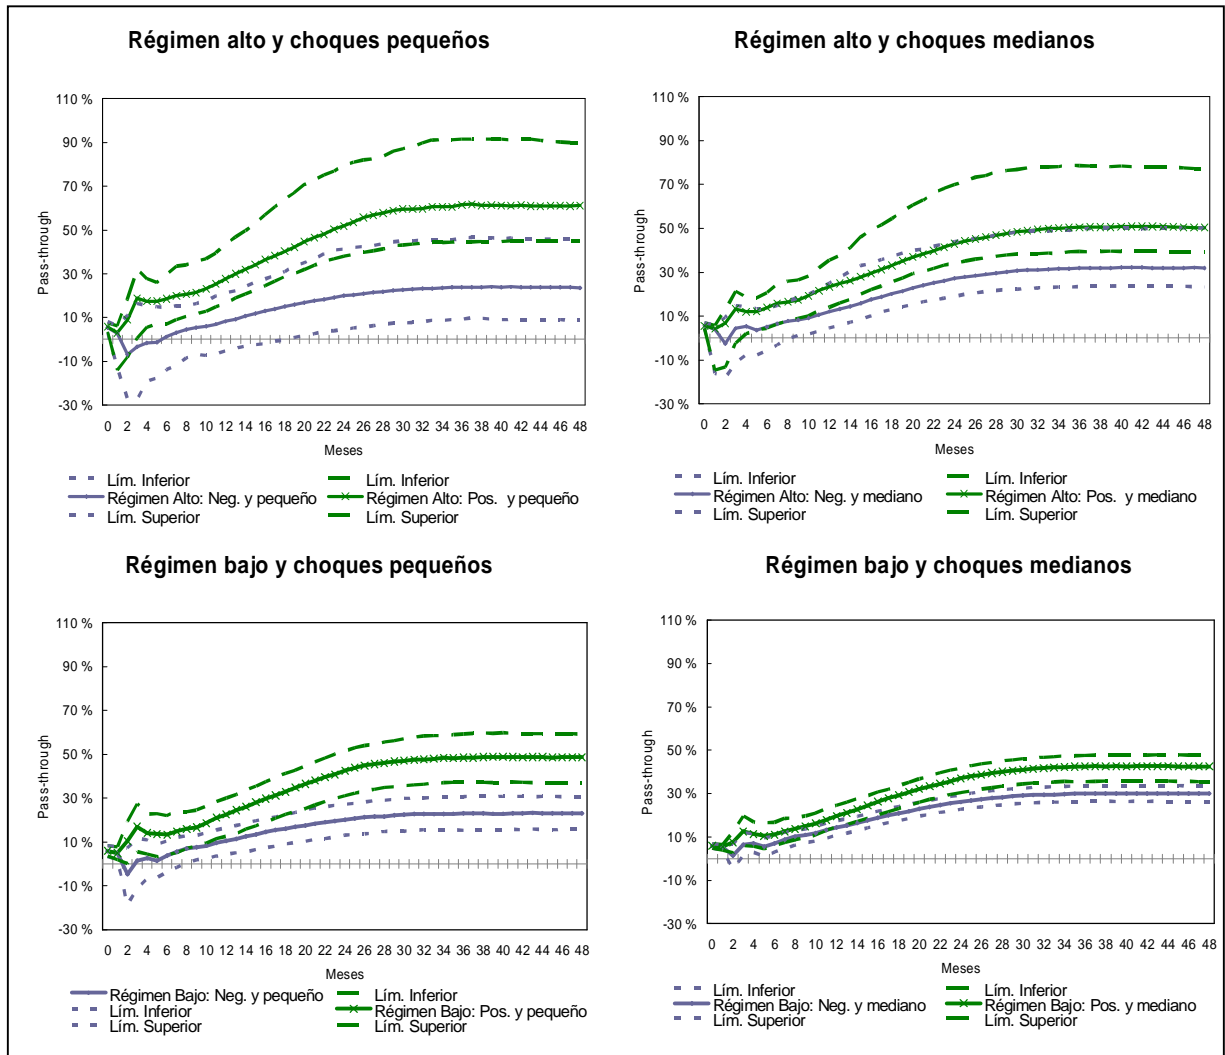 Régimen alto y choques pequeños
110 %
90 %
70 %
50 %
30 %
10 %
-10 %
-30 %
Pass-through
0 2 4 6 8 10 12 14 16 18 20 22 24 26 28 30 32 34 36 38 40 42 44 46 48
Meses
Lím. Inferior
Régimen Alto: Neg. y pequeño
Lím. Superior
Lím. Inferior
Régimen Alto: Pos. y pequeño
Lím. Superior
Régimen alto y choques medianos
110 %
90 %
70 %
50 %
30 %
10 %
-10 %
-30 %
Pass-through
0 2 4 6 8 10 12 14 16 18 20 22 24 26 28 30 32 34 36 38 40 42 44 46 48
Meses
Lím. Inferior
Régimen Alto: Neg. y mediano
Lím. Superior
Lím. Inferior
Régimen Alto: Pos. y mediano
Lím. Superior
Régimen bajo y choques pequeños
110 %
90 %
70 %
50 %
30 %
10 %
-10 %
-30 %
Pass-through
0 2 4 6 8 10 12 14 16 18 20 22 24 26 28 30 32 34 36 38 40 42 44 46 48
Meses
Régimen Bajo: Neg. y pequeño
Lím. Inferior
Lím. Superior
Lím. Inferior
Régimen Bajo: Pos. y pequeño
Lím. Superior
Régimen bajo y choques medianos
110 %
90 %
70 %
50 %
30 %
10 %
-10 %
-30 %
Pass-through
0 2 4 6 8 10 12 14 16 18 20 22 24 26 28 30 32 34 36 38 40 42 44 46 48
Meses
Lím. Inferior
Régimen Bajo: Neg. y mediano
Lím. Superior
Lím. Inferior
Régimen Bajo: Pos. y mediano
Lím. Superior